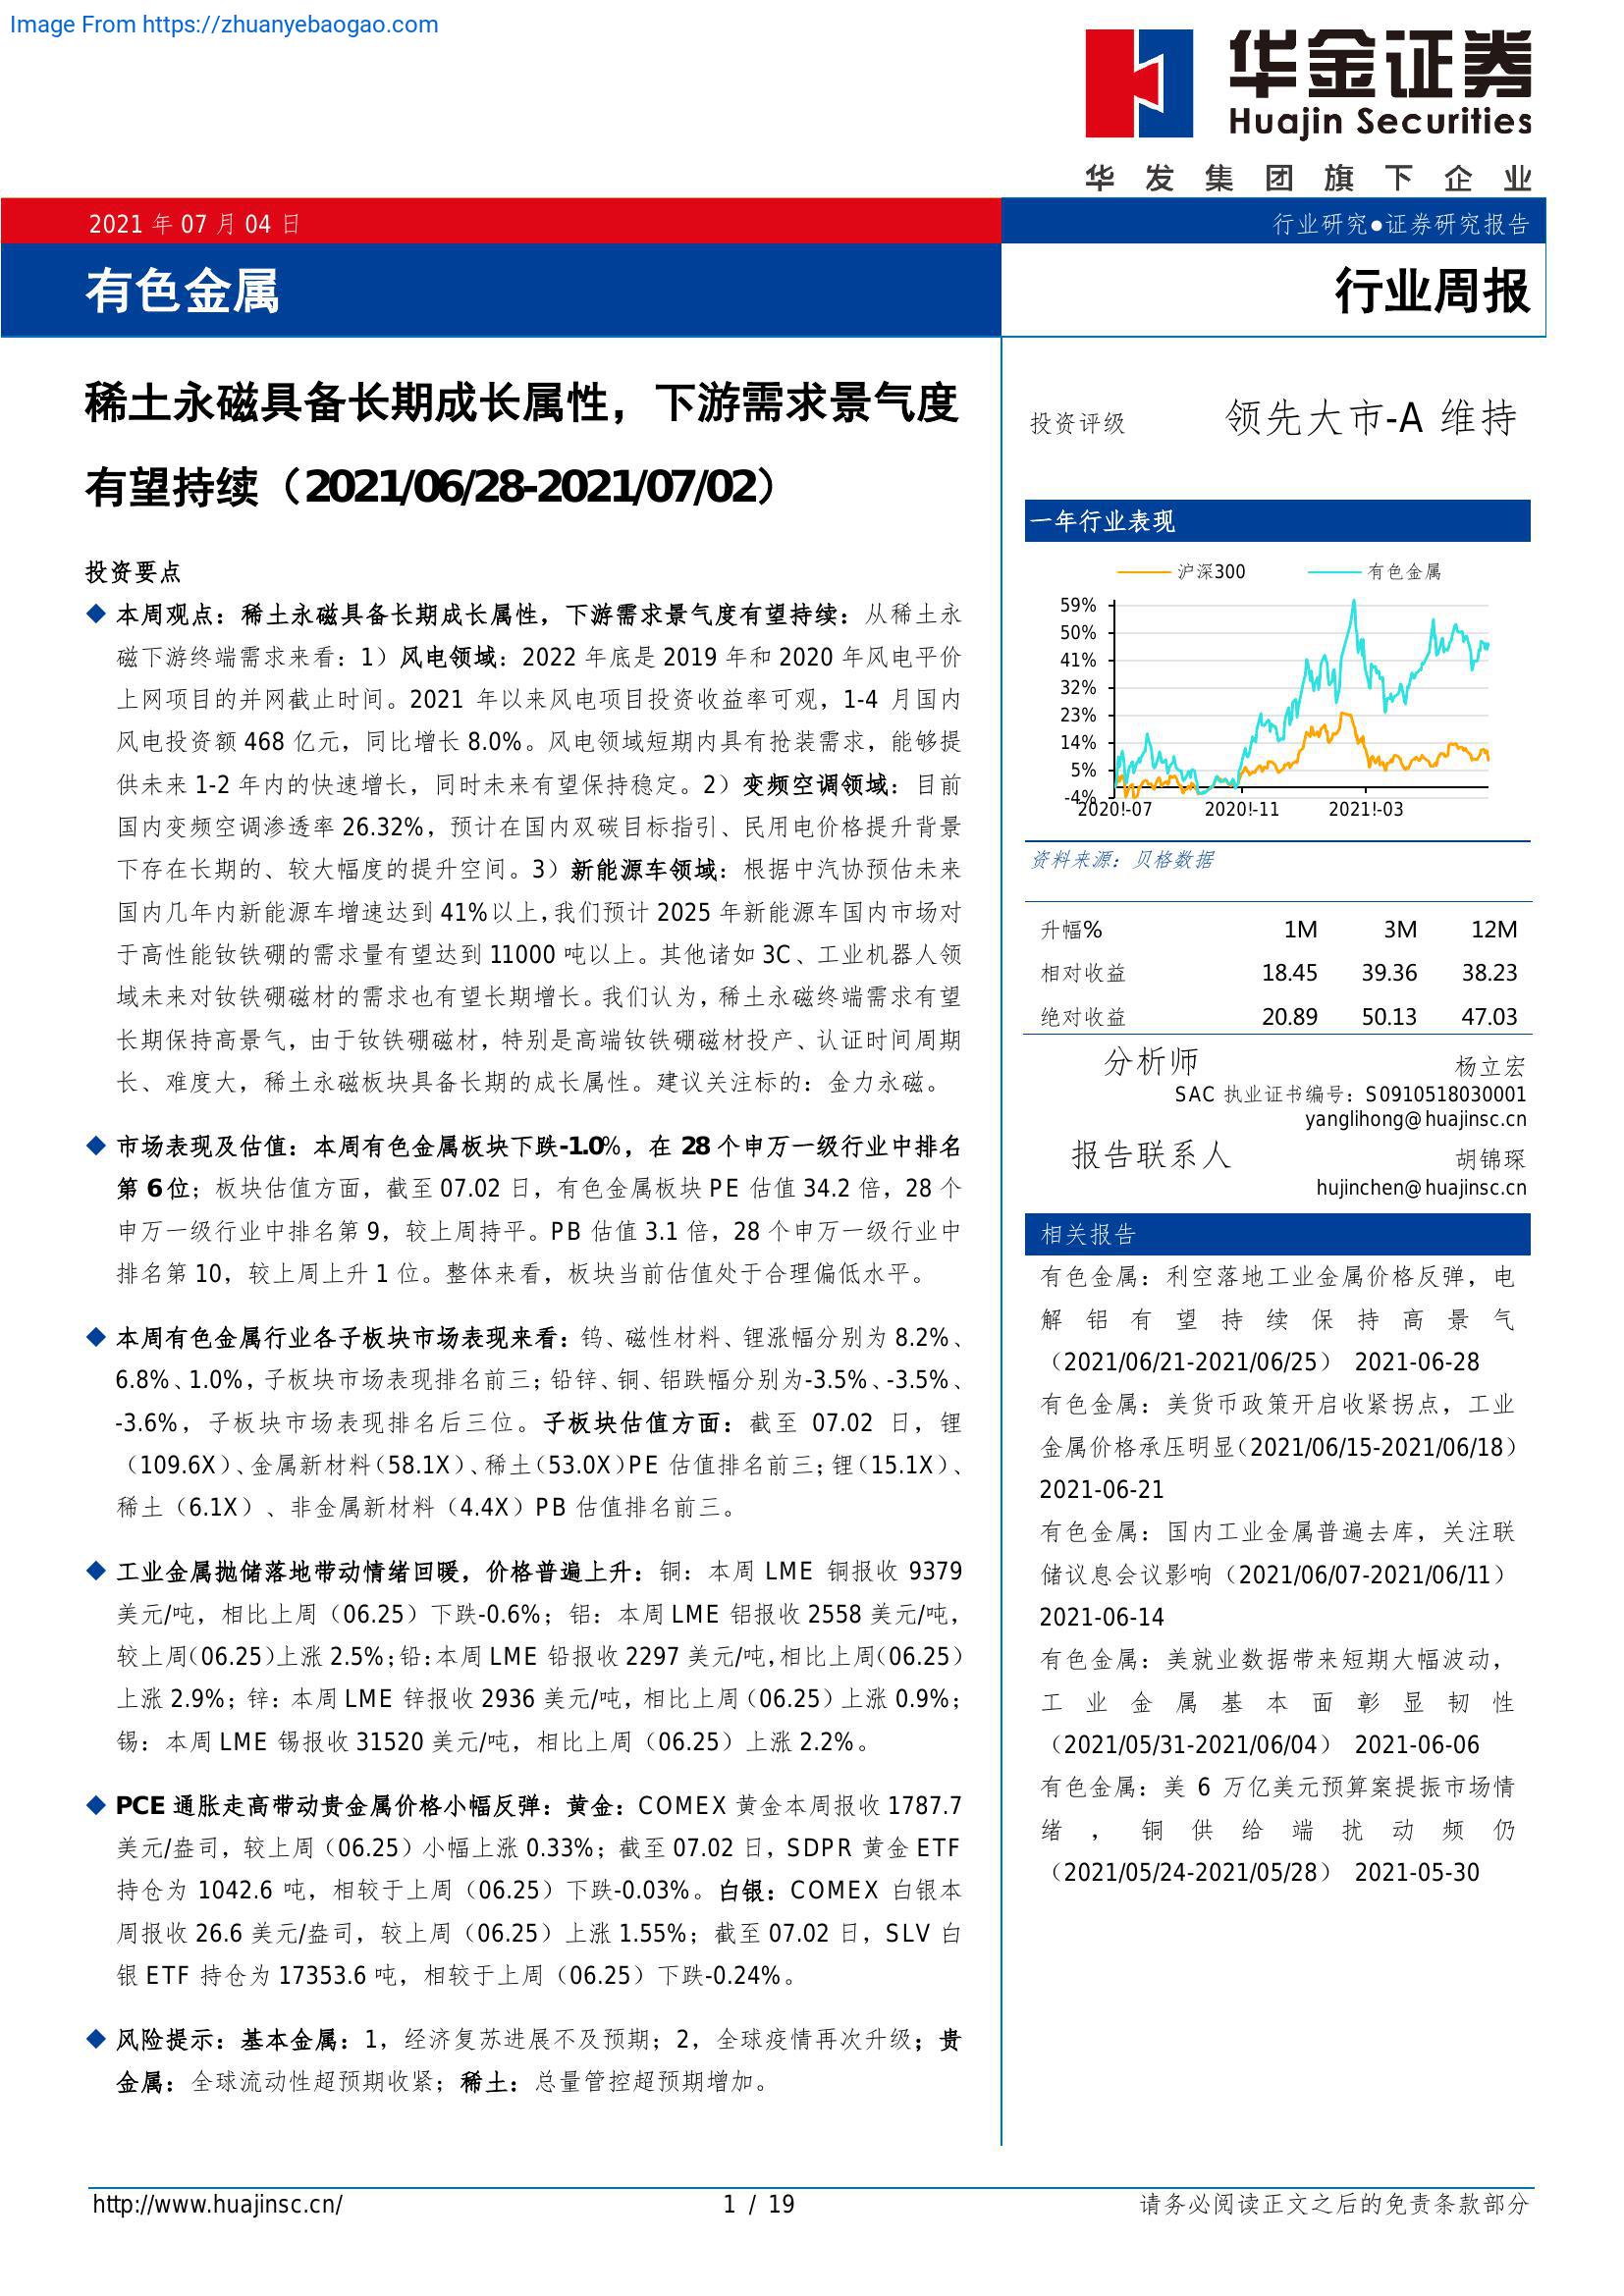 Image From https://zhuanyebaogao.com
华金证券
Huajin Securities
华发集团旗下企业
2021 年 07 月 04 日
行业研究●证券研究报告
有色金属
行业周报
稀土永磁具备长期成长属性，下游需求景气度
有望持续（2021/06/28-2021/07/02）
投资要点
◆ 本周观点：稀土永磁具备长期成长属性，下游需求景气度有望持续：从稀土永
磁下游终端需求来看：1）风电领域：2022 年底是 2019 年和 2020 年风电平价
上网项目的并网截止时间。2021 年以来风电项目投资收益率可观，1-4 月国内
风电投资额 468 亿元，同比增长 8.0%。风电领域短期内具有抢装需求，能够提
供未来 1-2 年内的快速增长，同时未来有望保持稳定。2）变频空调领域：目前
国内变频空调渗透率 26.32%，预计在国内双碳目标指引、民用电价格提升背景
下存在长期的、较大幅度的提升空间。3）新能源车领域：根据中汽协预估未来
国内几年内新能源车增速达到 41%以上，我们预计 2025 年新能源车国内市场对
于高性能钕铁硼的需求量有望达到 11000 吨以上。其他诸如 3C、工业机器人领
域未来对钕铁硼磁材的需求也有望长期增长。我们认为，稀土永磁终端需求有望
长期保持高景气，由于钕铁硼磁材，特别是高端钕铁硼磁材投产、认证时间周期
长、难度大，稀土永磁板块具备长期的成长属性。建议关注标的：金力永磁。
◆ 市场表现及估值：本周有色金属板块下跌-1.0%，在 28 个申万一级行业中排名
第 6 位；板块估值方面，截至 07.02 日，有色金属板块 PE 估值 34.2 倍，28 个
申万一级行业中排名第 9，较上周持平。PB 估值 3.1 倍，28 个申万一级行业中
排名第 10，较上周上升 1 位。整体来看，板块当前估值处于合理偏低水平。
◆ 本周有色金属行业各子板块市场表现来看：钨、磁性材料、锂涨幅分别为 8.2%、
6.8%、1.0%，子板块市场表现排名前三；铅锌、铜、铝跌幅分别为-3.5%、-3.5%、
-3.6%，子板块市场表现排名后三位。子板块估值方面：截至 07.02 日，锂
（109.6X）、金属新材料（58.1X）、稀土（53.0X）PE 估值排名前三；锂（15.1X）、
稀土（6.1X）、非金属新材料（4.4X）PB 估值排名前三。
◆ 工业金属抛储落地带动情绪回暖，价格普遍上升：铜：本周 LME 铜报收 9379
美元/吨，相比上周（06.25）下跌-0.6%；铝：本周 LME 铝报收 2558 美元/吨，
较上周（06.25）上涨 2.5%；铅：本周 LME 铅报收 2297 美元/吨，相比上周（06.25）
上涨 2.9%；锌：本周 LME 锌报收 2936 美元/吨，相比上周（06.25）上涨 0.9%；
锡：本周 LME 锡报收 31520 美元/吨，相比上周（06.25）上涨 2.2%。
◆ PCE 通胀走高带动贵金属价格小幅反弹：黄金：COMEX 黄金本周报收 1787.7
美元/盎司，较上周（06.25）小幅上涨 0.33%；截至 07.02 日，SDPR 黄金 ETF
持仓为 1042.6 吨，相较于上周（06.25）下跌-0.03%。白银：COMEX 白银本
周报收 26.6 美元/盎司，较上周（06.25）上涨 1.55%；截至 07.02 日，SLV 白
银 ETF 持仓为 17353.6 吨，相较于上周（06.25）下跌-0.24%。
◆ 风险提示：基本金属：1，经济复苏进展不及预期；2，全球疫情再次升级；贵
金属：全球流动性超预期收紧；稀土：总量管控超预期增加。
投资评级 领先大市-A 维持
一年行业表现
沪深300 有色金属
59%
50%
41%
32%
23%
14%
5%
-4%
2020!-07 2020!-11 2021!-03
资料来源：贝格数据
升幅% 1M 3M 12M
相对收益 18.45 39.36 38.23
绝对收益 20.89 50.13 47.03
分析师 杨立宏
SAC 执业证书编号：S0910518030001
yanglihong@huajinsc.cn
报告联系人 胡锦琛
hujinchen@huajinsc.cn
相关报告
有色金属：利空落地工业金属价格反弹，电
解铝有望持续保持高景气
（2021/06/21-2021/06/25） 2021-06-28
有色金属：美货币政策开启收紧拐点，工业
金属价格承压明显（2021/06/15-2021/06/18）
2021-06-21
有色金属：国内工业金属普遍去库，关注联
储议息会议影响（2021/06/07-2021/06/11）
2021-06-14
有色金属：美就业数据带来短期大幅波动，
工业金属基本面彰显韧性
（2021/05/31-2021/06/04） 2021-06-06
有色金属：美 6 万亿美元预算案提振市场情
绪，铜供给端扰动频仍
（2021/05/24-2021/05/28） 2021-05-30
http://www.huajinsc.cn/ 1 / 19 请务必阅读正文之后的免责条款部分